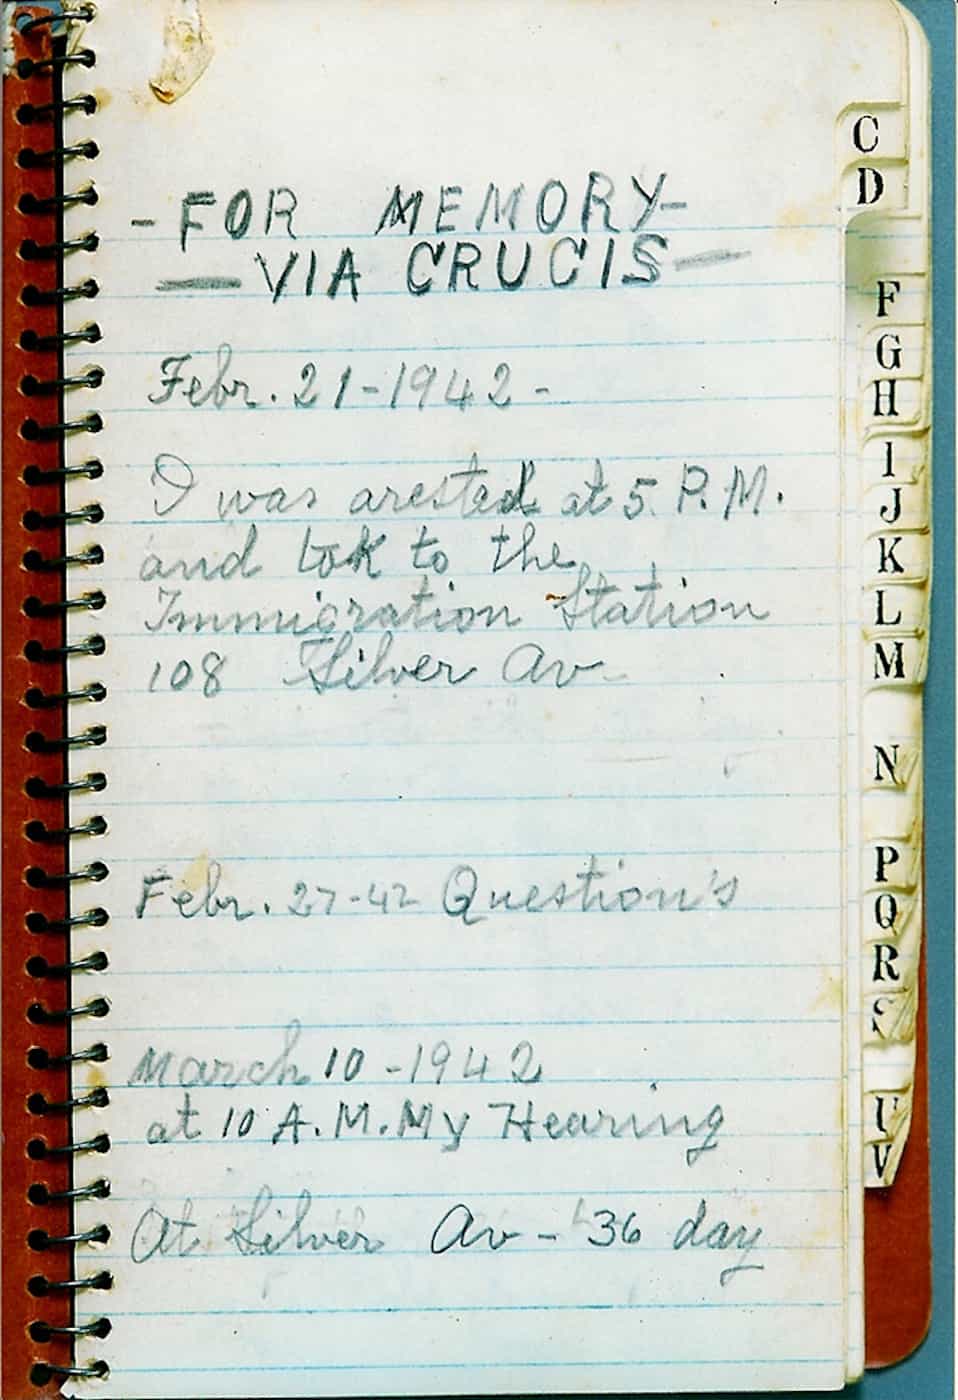 - FOR MEMORY -
— VIA CRUCIS —
Febr. 21-1942-
I was arested at 5. P.M.
and tok to the
Immigration Station
108 Silver Av-
Febr. 27-42 Question's
March 10-1942
at 10 A.M. My Hearing
At Silver Av - 36 day
C
D
F
G
H
I
J
K
L
M
N
P
Q
R
S
U
V